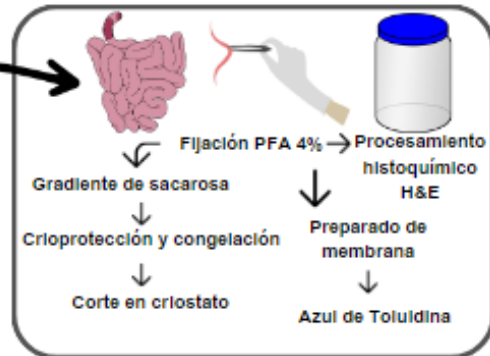 Fijación PFA 4%
Procesamiento
histoquímico
H&E
Gradiente de sacarosa
Crioprotección y congelación
Corte en criostato
Preparado de
membrana
Azul de Toluidina